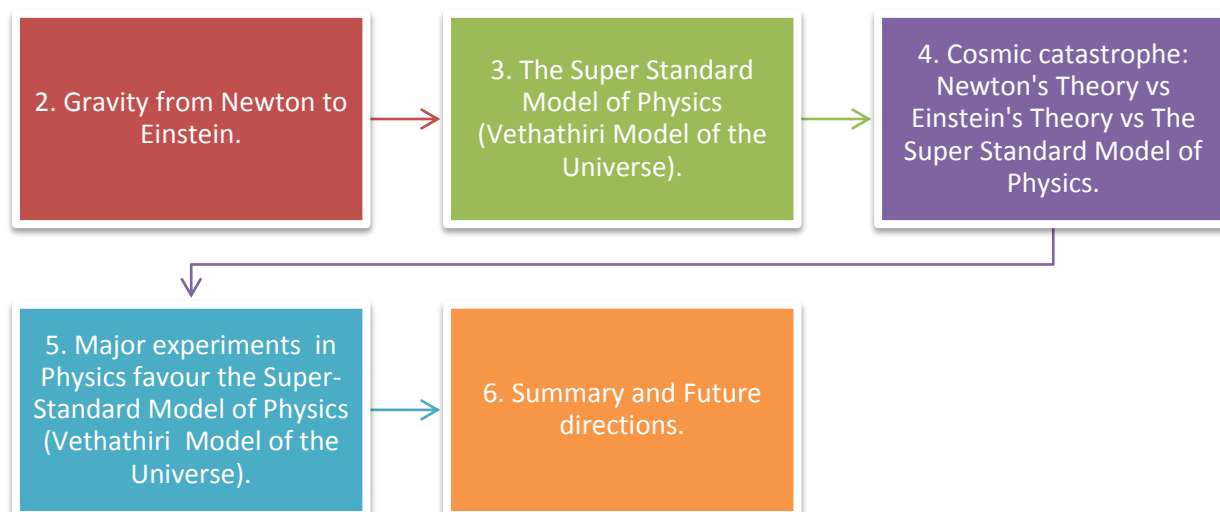 2. Gravity from Newton to
Einstein.
3. The Super Standard
Model of Physics
(Vethathiri Model of the
Universe).
4. Cosmic catastrophe:
Newton's Theory vs
Einstein's Theory vs The
Super Standard Model of
Physics.
5. Major experiments  in
Physics favour the Super-
Standard Model of Physics
(Vethathiri  Model of the
Universe).
6. Summary and Future
directions.